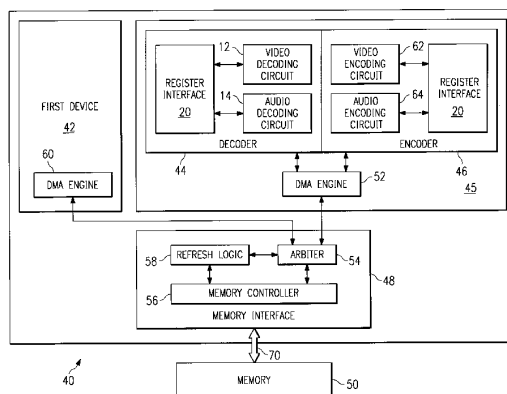 FIRST DEVICE
42
60
DMA ENGINE
REGISTER
INTERFACE
20
12
VIDEO
DECODING
CIRCUIT
14
AUDIO
DECODING
CIRCUIT
DECODER
44
VIDEO
ENCODING
CIRCUIT
62
AUDIO
ENCODING
CIRCUIT
64
REGISTER
INTERFACE
20
ENCODER
46
DMA ENGINE
52
45
58
REFRESH LOGIC
ARBITER
54
48
56
MEMORY CONTROLLER
MEMORY INTERFACE
70
40
MEMORY
50